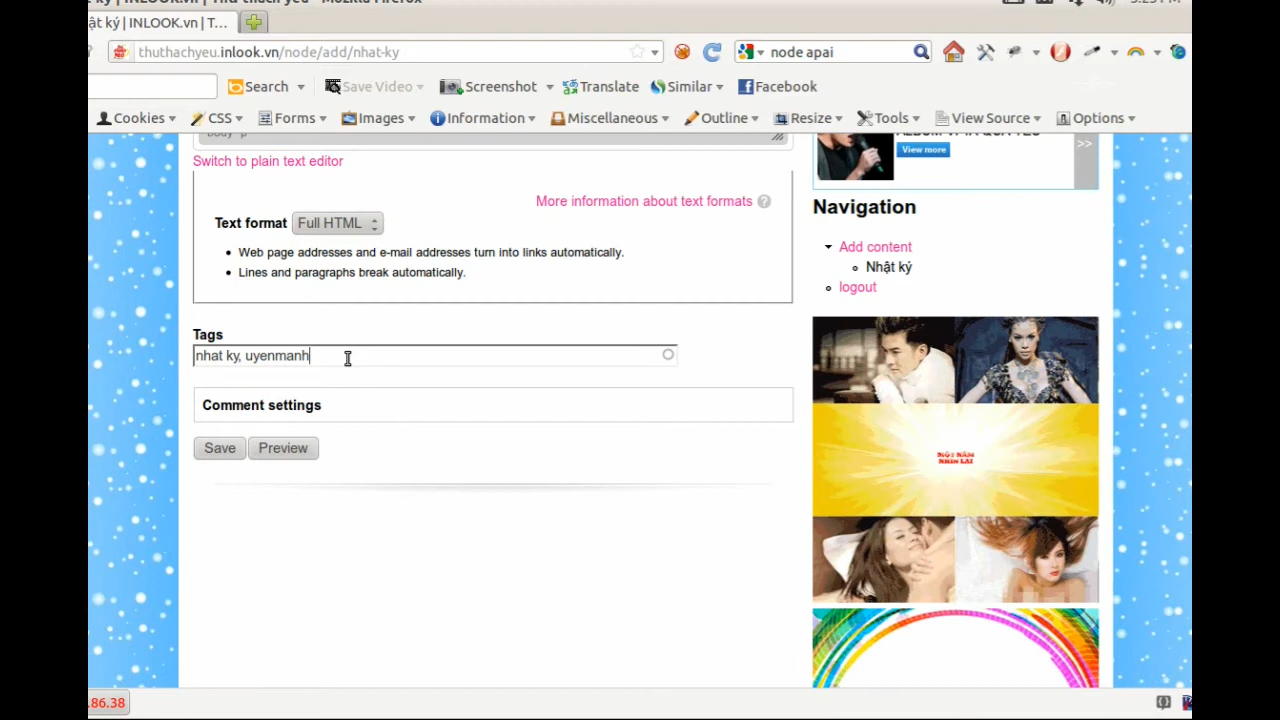 ật ký | INLOOK.vn | T...
thuthachyeu.inlook.vn/node/add/nhat-ky
node apai
Search
Save Video
Screenshot
Translate
Similar
Facebook
Cookies
CSS
Forms
Images
Information
Miscellaneous
Outline
Resize
Tools
View Source
Options
Switch to plain text editor
More information about text formats
Text format Full HTML
Web page addresses and e-mail addresses turn into links automatically.
Lines and paragraphs break automatically.
Tags
nhat ky, uyenmanh
Comment settings
Save
Preview
View more
>>
Navigation
Add content
Nhật ký
logout
MỘT NĂM
NHÌN LẠI
.86.38